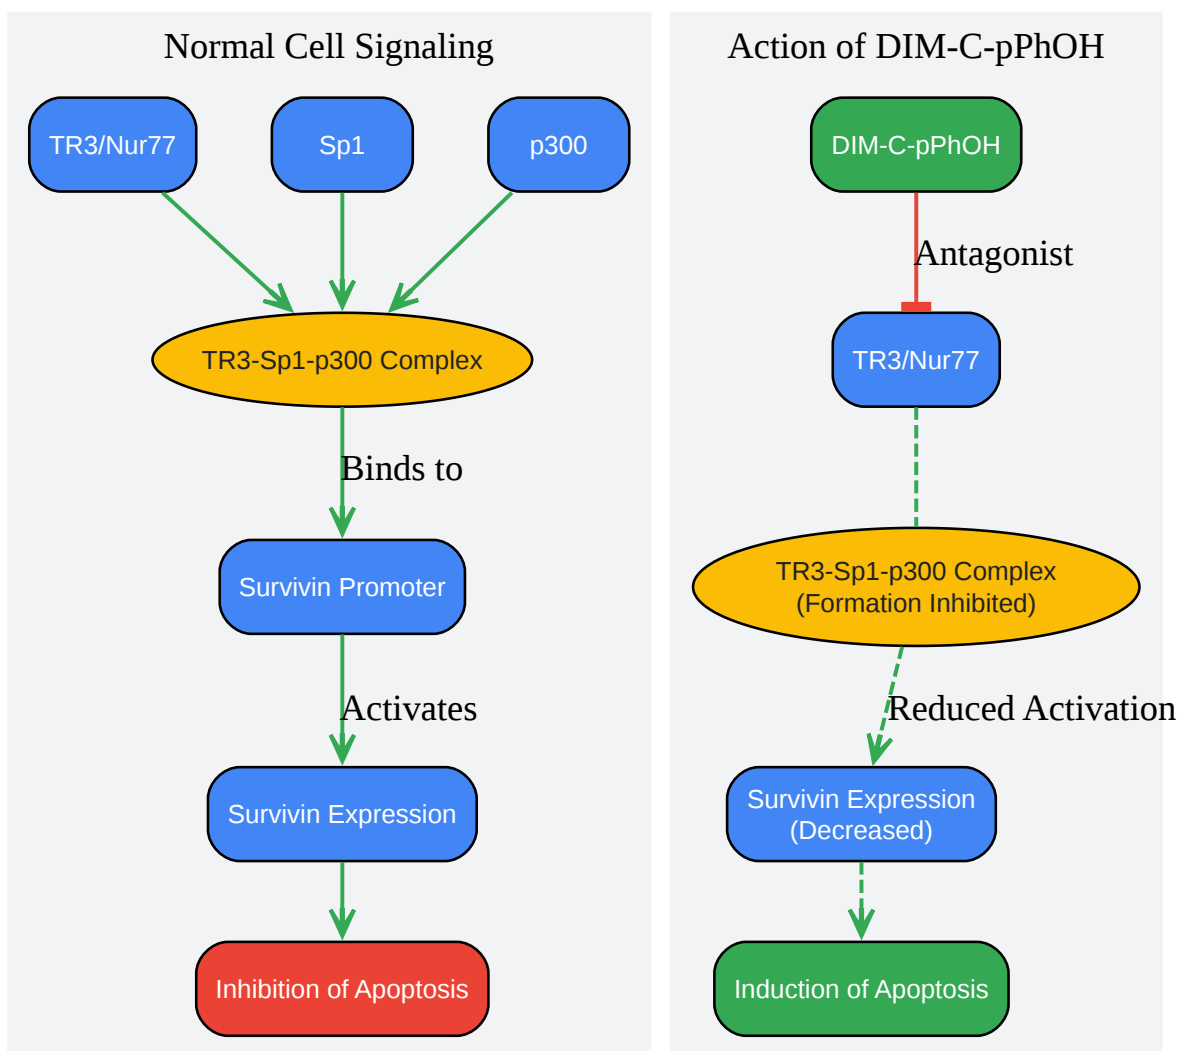 Normal Cell Signaling
TR3/Nur77
Sp1
p300
TR3-Sp1-p300 Complex
Binds to
Survivin Promoter
Activates
Survivin Expression
Inhibition of Apoptosis
Action of DIM-C-pPhOH
DIM-C-pPhOH
Antagonist
TR3/Nur77
TR3-Sp1-p300 Complex
(Formation Inhibited)
Reduced Activation
Survivin Expression
(Decreased)
Induction of Apoptosis